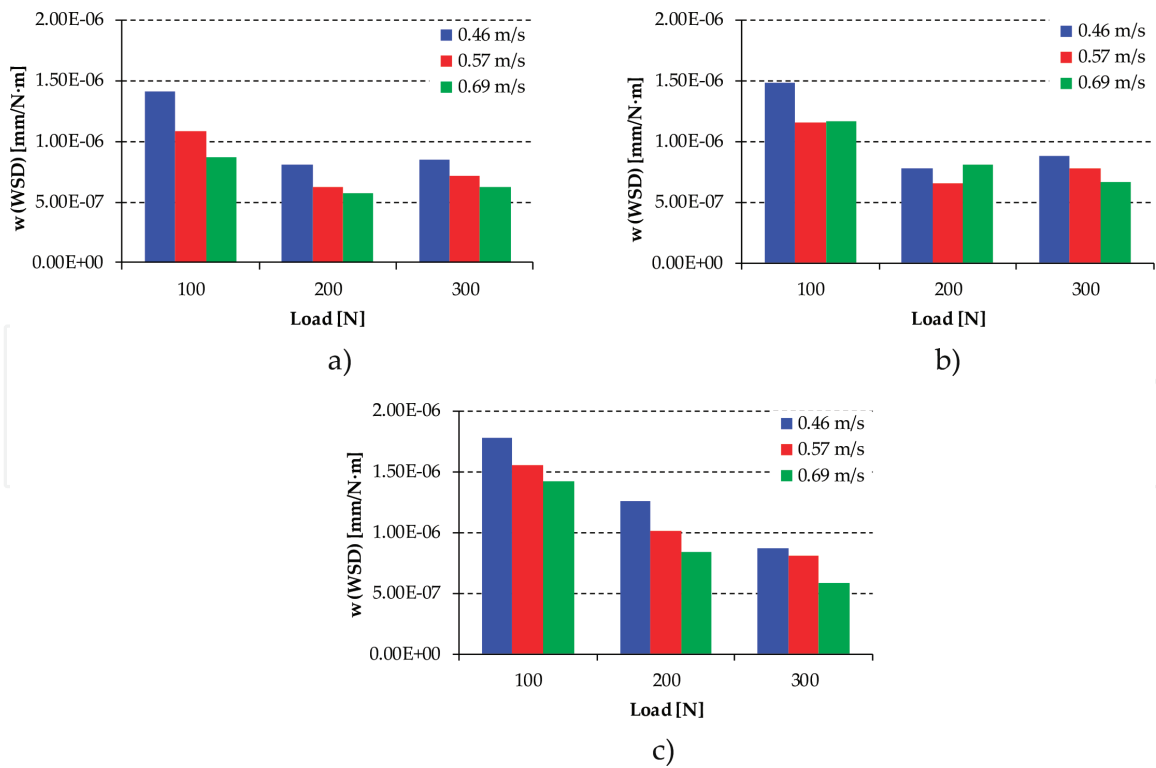 2.00E-06
1.50E-06
1.00E-06
5.00E-07
0.00E+00
w (WSD) [mm/N·m]
0.46 m/s
0.57 m/s
0.69 m/s
100 200 300
Load [N]
a)
2.00E-06
1.50E-06
1.00E-06
5.00E-07
0.00E+00
w (WSD) [mm/N·m]
0.46 m/s
0.57 m/s
0.69 m/s
100 200 300
Load [N]
b)
2.00E-06
1.50E-06
1.00E-06
5.00E-07
0.00E+00
w (WSD) [mm/N·m]
0.46 m/s
0.57 m/s
0.69 m/s
100 200 300
Load [N]
c)